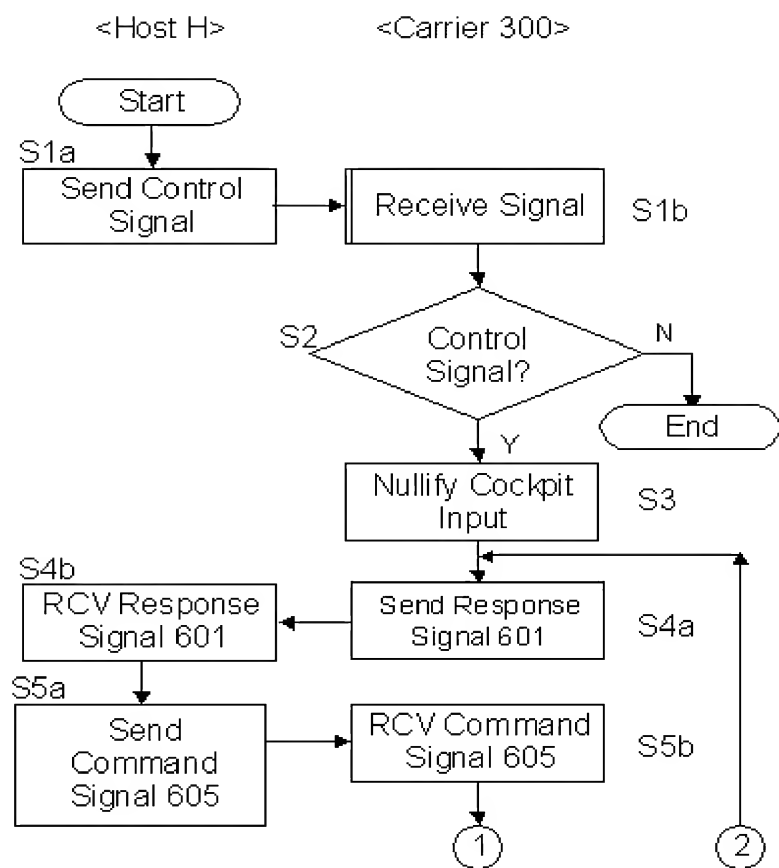 <Host H> <Carrier 300>
Start
S1a
Send Control
Signal
Receive Signal
S1b
S2
Control
Signal?
N
End
Y
Nullify Cockpit
Input
S3
S4b
RCV Response
Signal 601
Send Response
Signal 601
S4a
S5a
Send
Command
Signal 605
RCV Command
Signal 605
S5b
1
2